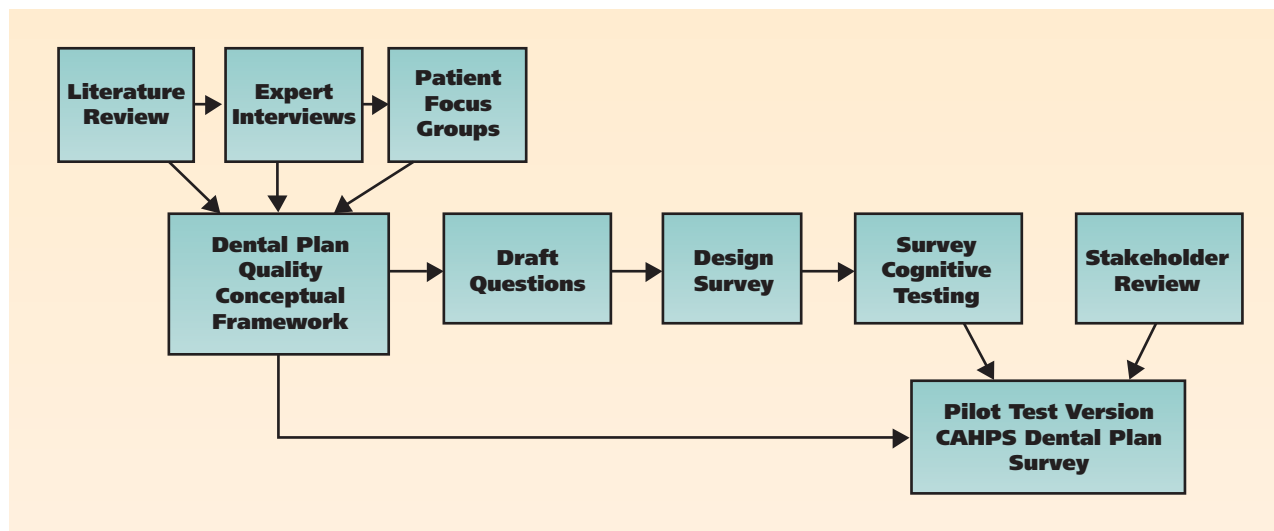 Literature
Review
Expert
Interviews
Patient
Focus
Groups
Dental Plan
Quality
Conceptual
Framework
Draft
Questions
Design
Survey
Survey
Cognitive
Testing
Stakeholder
Review
Pilot Test Version
CAHPS Dental Plan
Survey